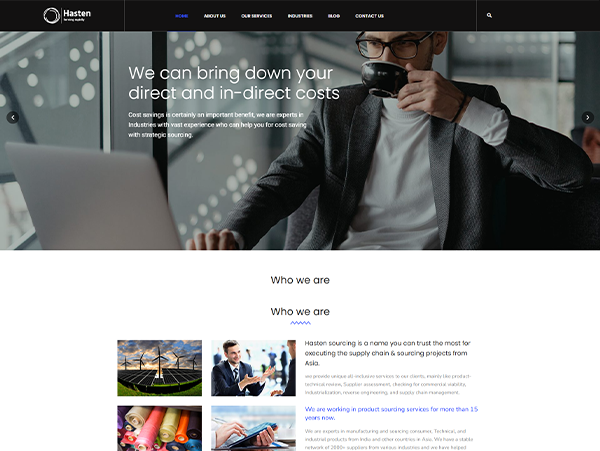 Hasten
HOME ABOUT US OUR SERVICES INDUSTRIES BLOG CONTACT US
We can bring down your
direct and in-direct costs
Cost savings is certainly an important benefit, we are experts in
Industries with vast experience who can help you for cost saving
with strategic sourcing.
Who we are
Who we are
Hasten sourcing is a name you can trust the most for
executing the supply chain & sourcing projects from
Asia.
we provide unique all-inclusive services to our clients, mainly like product-
technical review, Supplier assessment, checking for commercial viability,
Industrialization, reverse engineering, and supply chain management.
We are working in product sourcing services for more than 15
years now.
We are experts in manufacturing and sourcing consumer, Technical, and
industrial products from India and other countries in Asia. We have a stable
network of 2000+ suppliers from various industries and we have helped